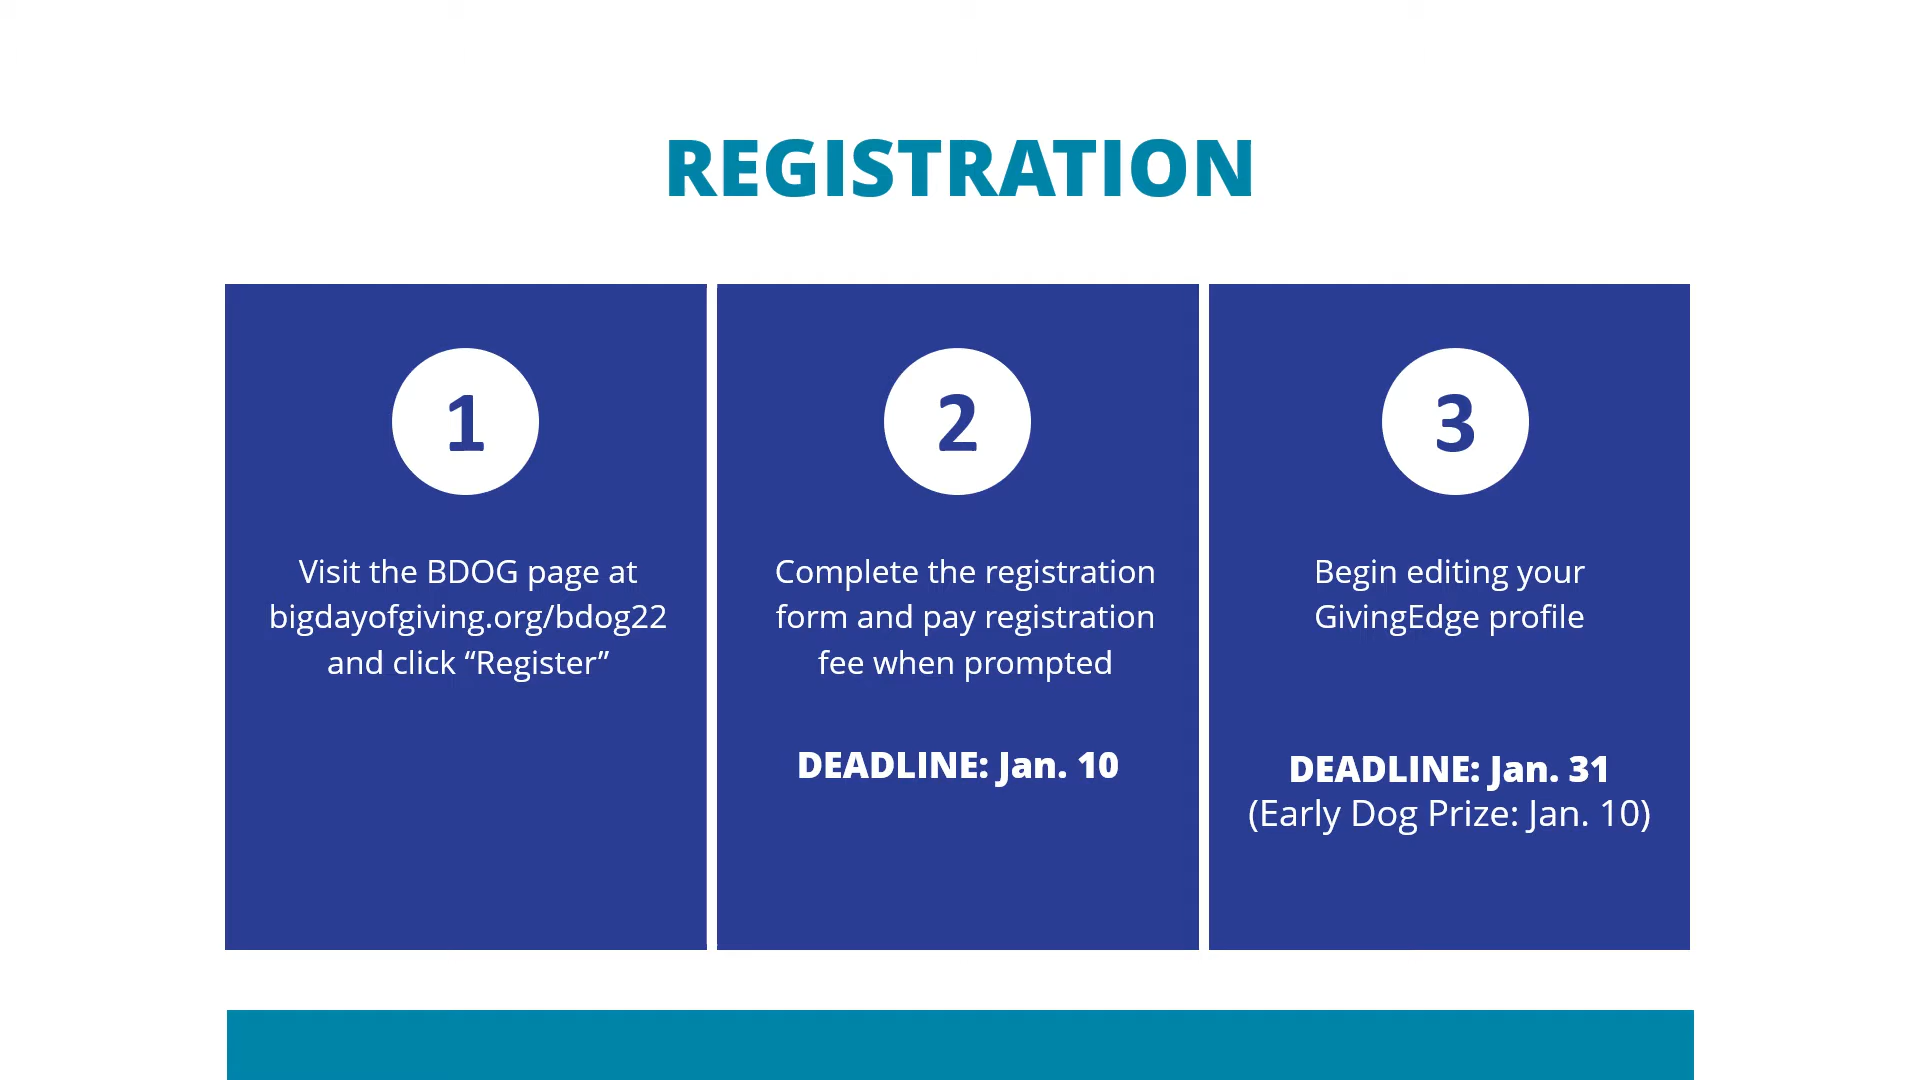 REGISTRATION
1
Visit the BDOG page at
bigdayofgiving.org/bdog22
and click “Register”
2
Complete the registration
form and pay registration
fee when prompted
DEADLINE: Jan. 10
3
Begin editing your
GivingEdge profile
DEADLINE: Jan. 31
(Early Dog Prize: Jan. 10)